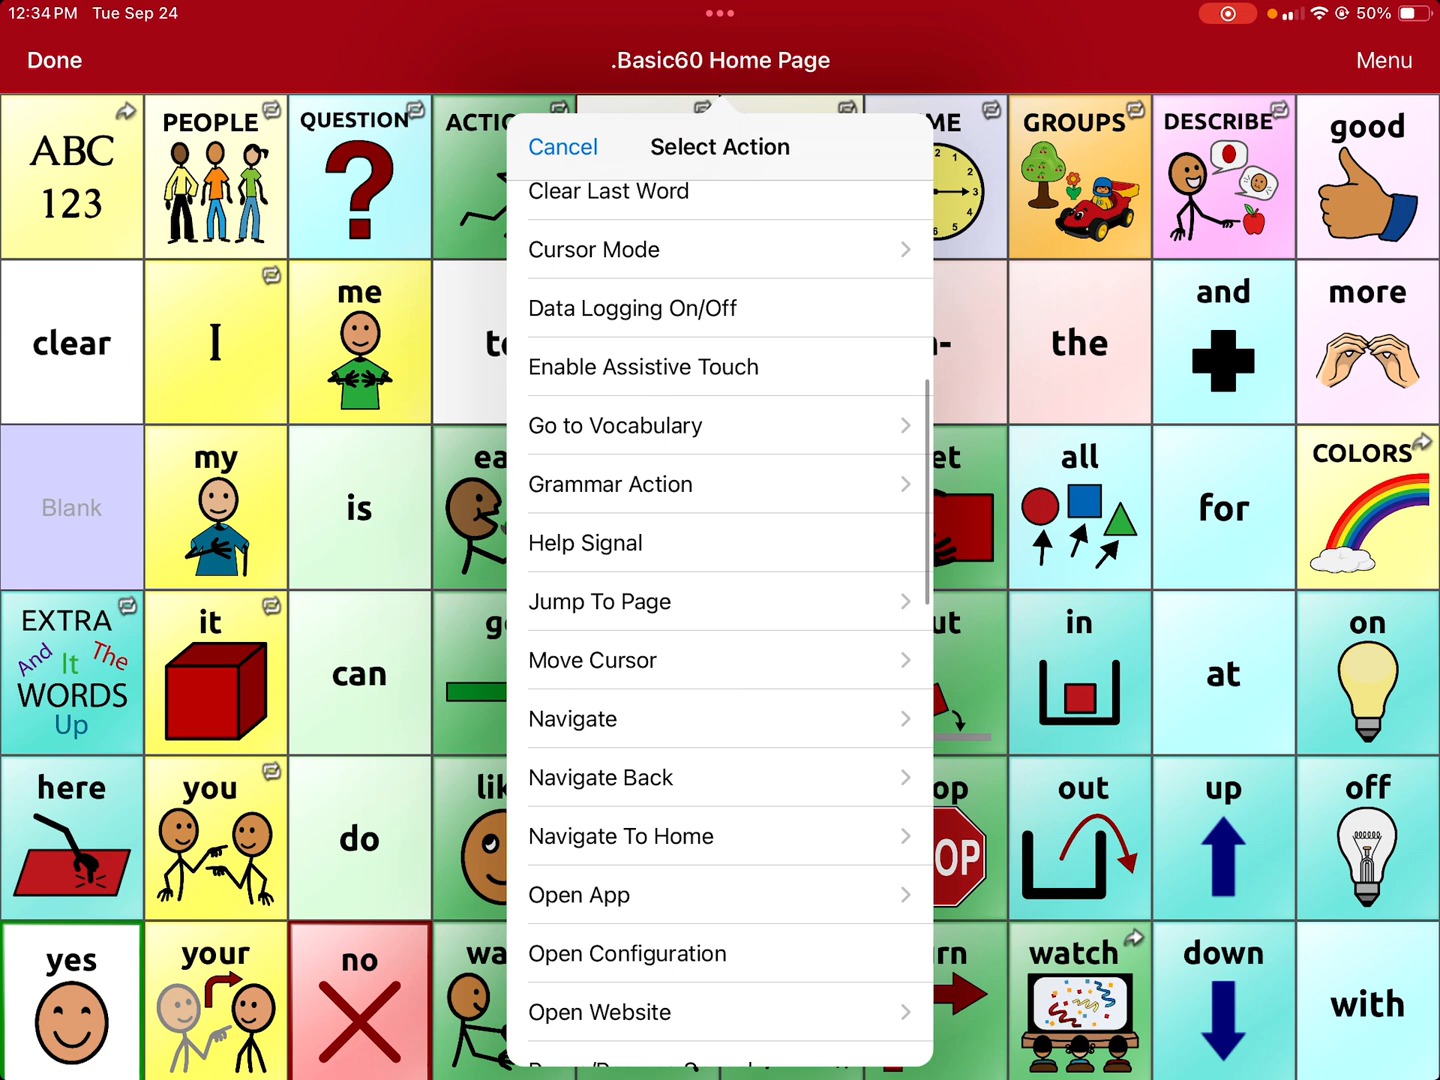 12:34 PM Tue Sep 24
50%
Done
.Basic60 Home Page
Menu
ABC
123
PEOPLE
QUESTION
?
GROUPS
DESCRIBE
good
Cancel
Select Action
Clear Last Word
Cursor Mode
Data Logging On/Off
Enable Assistive Touch
Go to Vocabulary
Grammar Action
Help Signal
Jump To Page
Move Cursor
Navigate
Navigate Back
Navigate To Home
Open App
Open Configuration
Open Website
clear
I
me
the
and
more
Blank
my
is
all
for
COLORS
EXTRA
And It The
WORDS
Up
it
can
in
at
on
here
you
do
out
up
off
yes
your
no
watch
down
with